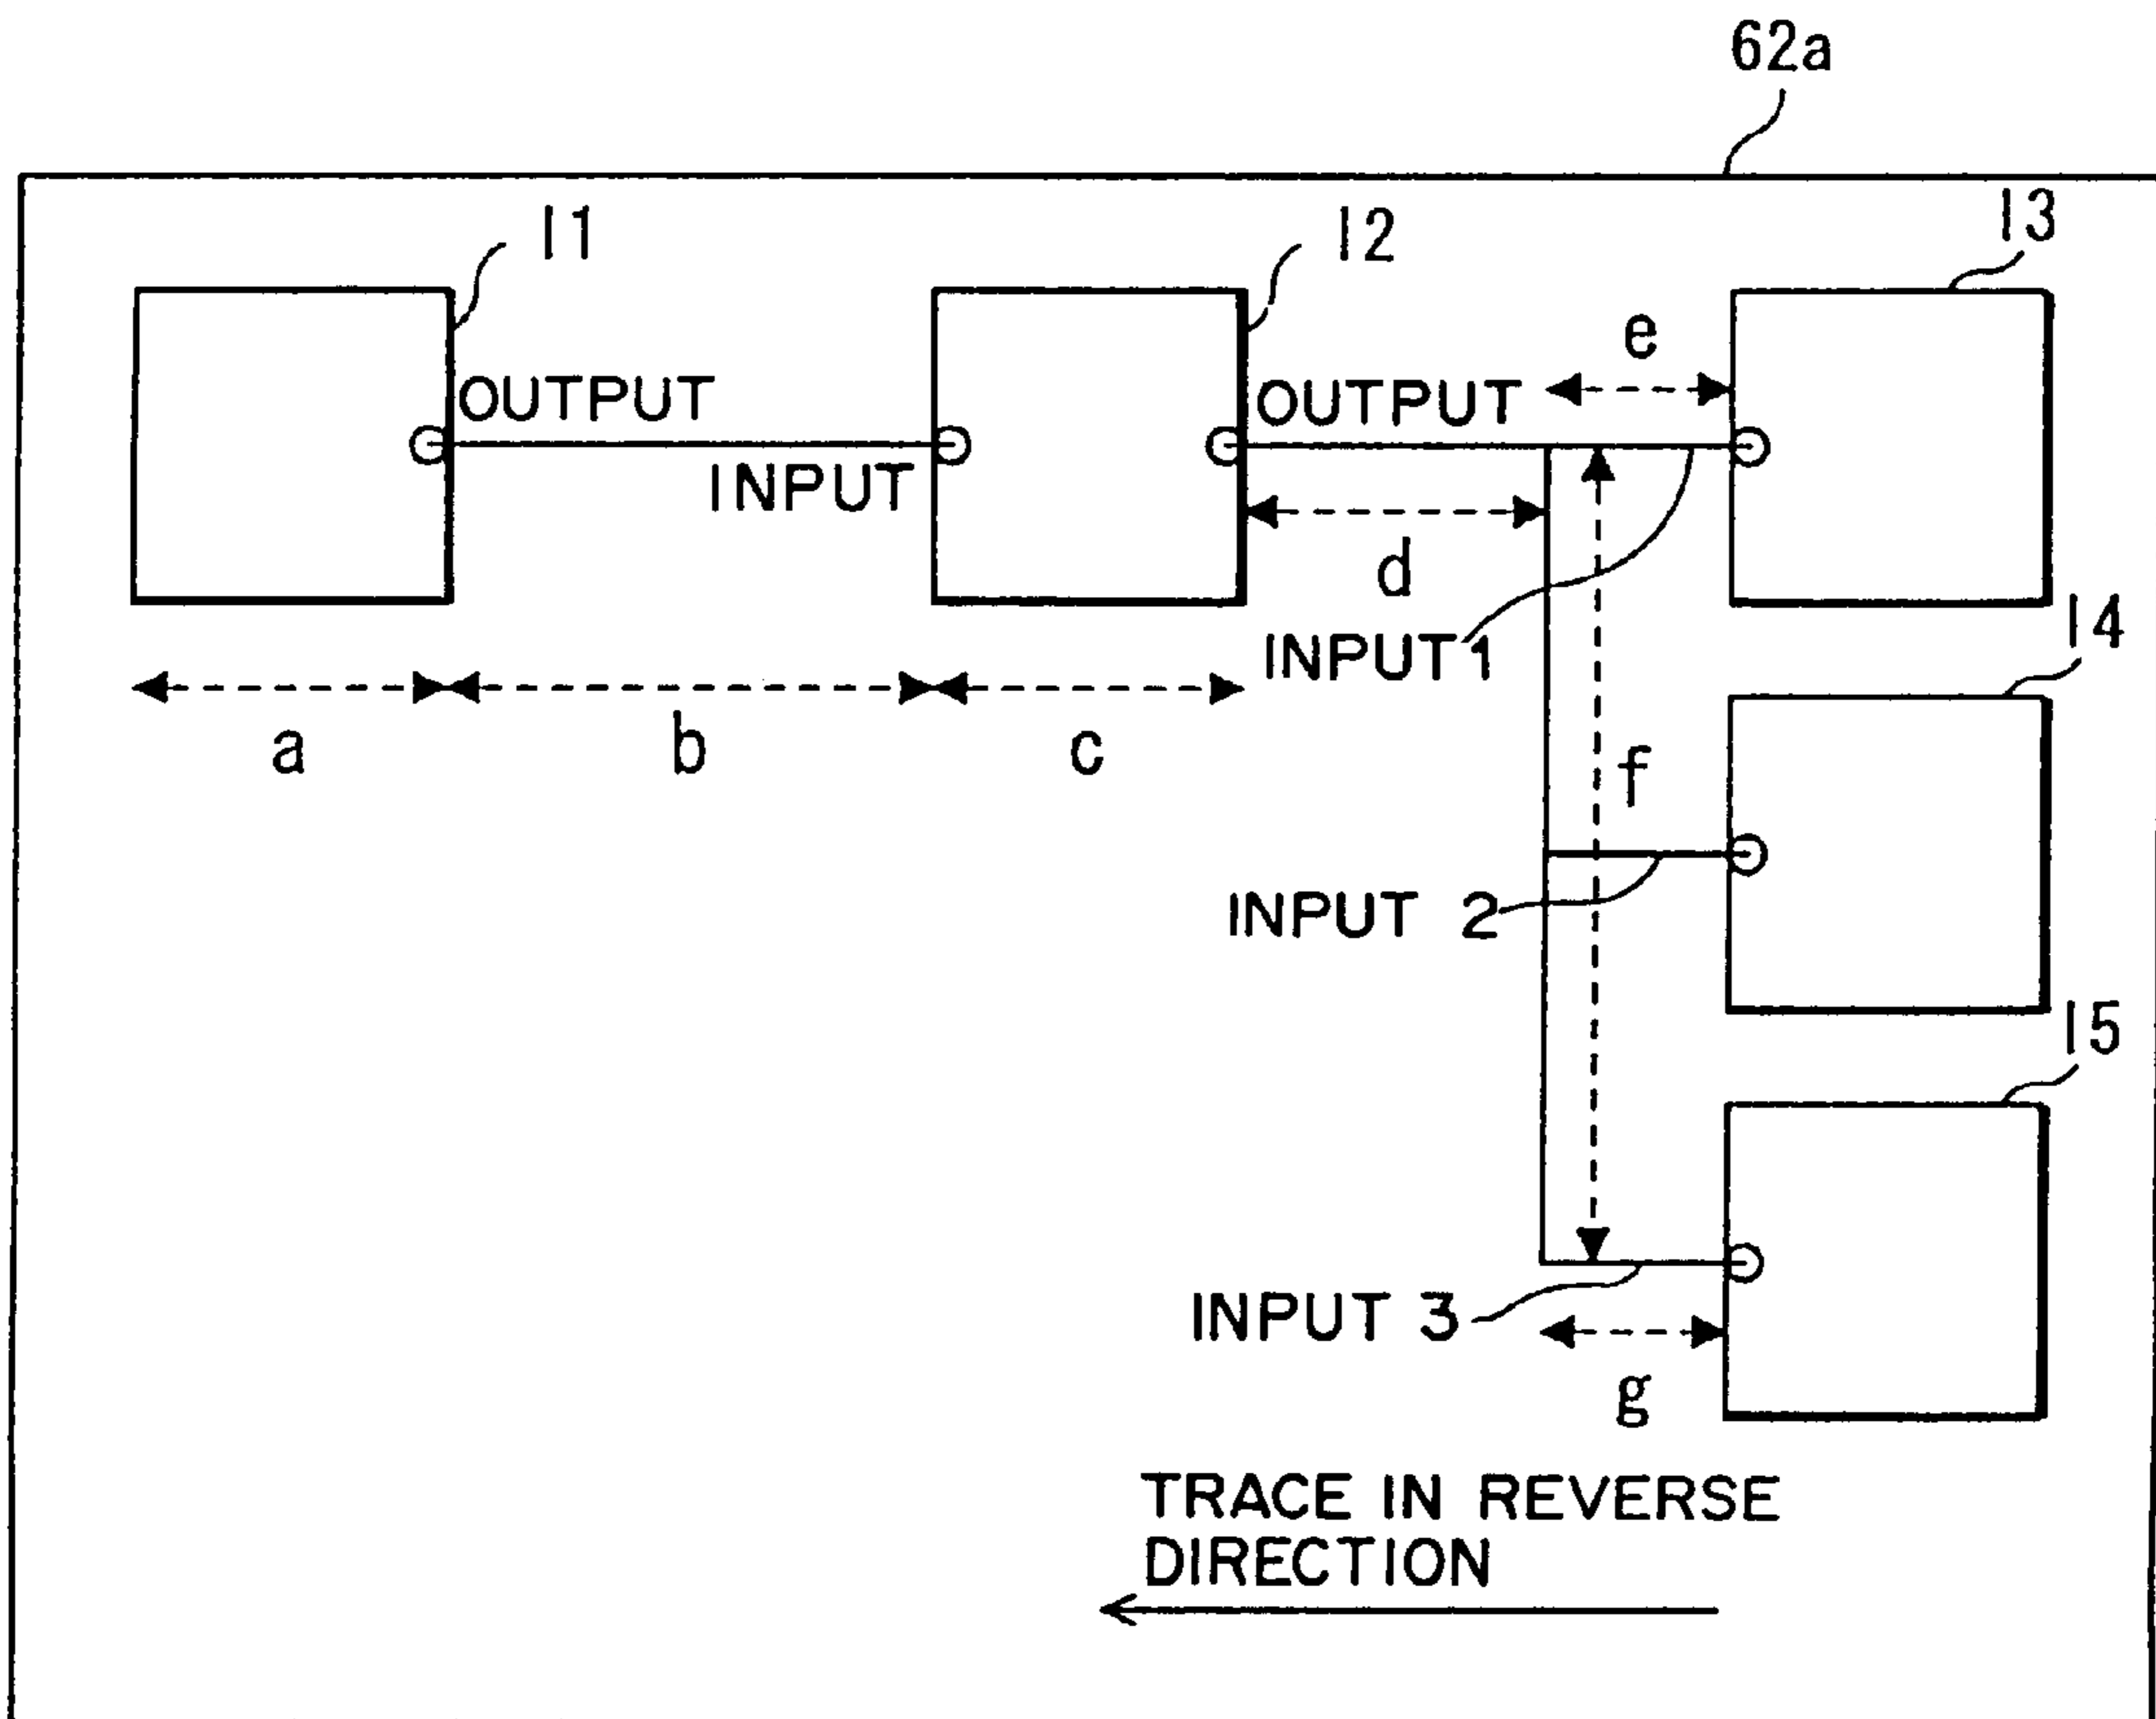 62a
11
12
13
OUTPUT
INPUT
OUTPUT
e
d
INPUT1
14
a
b
c
f
INPUT 2
15
INPUT 3
g
TRACE IN REVERSE
DIRECTION